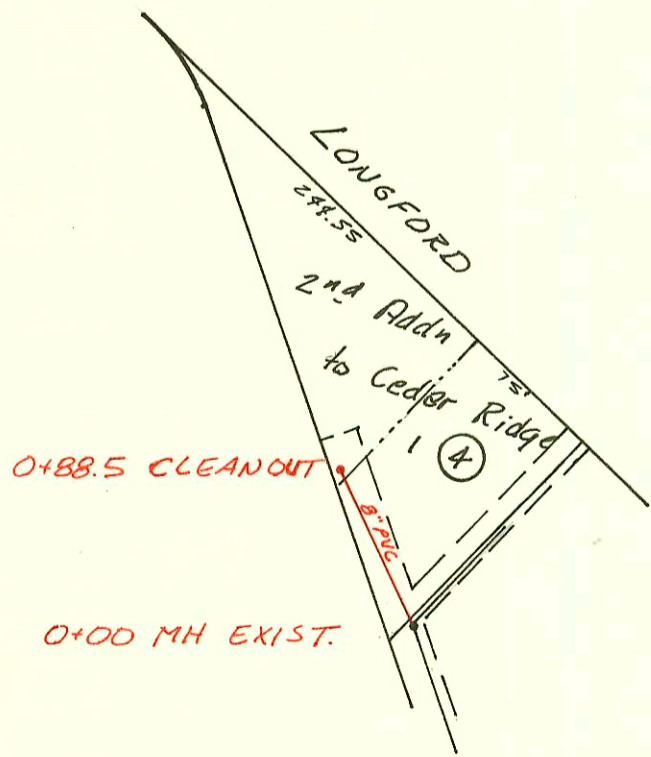 LONGFORD
244.55
2nd Addn
to Cedar Ridge
75'
1 4
0+88.5 CLEANOUT
8" PVC
0+00 MH EXIST.